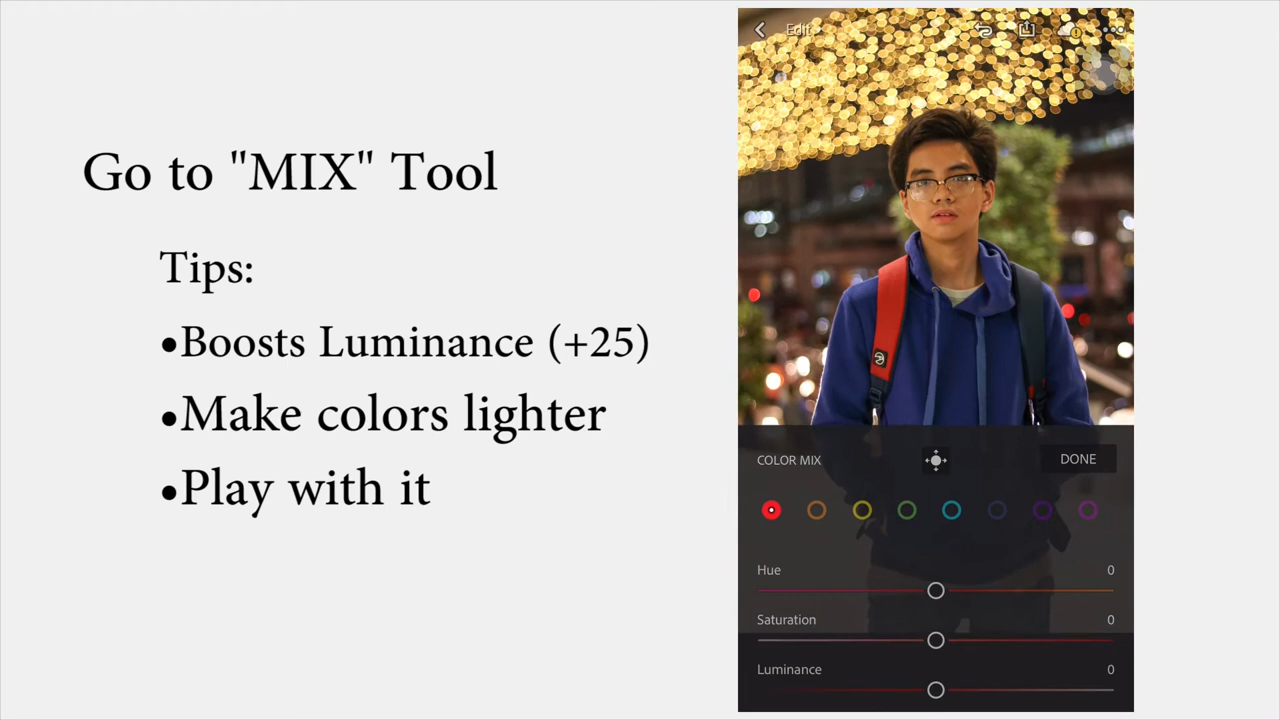 Go to "MIX" Tool
Tips:
•Boosts Luminance (+25)
•Make colors lighter
•Play with it
Edit
COLOR MIX
DONE
Hue 0
Saturation 0
Luminance 0